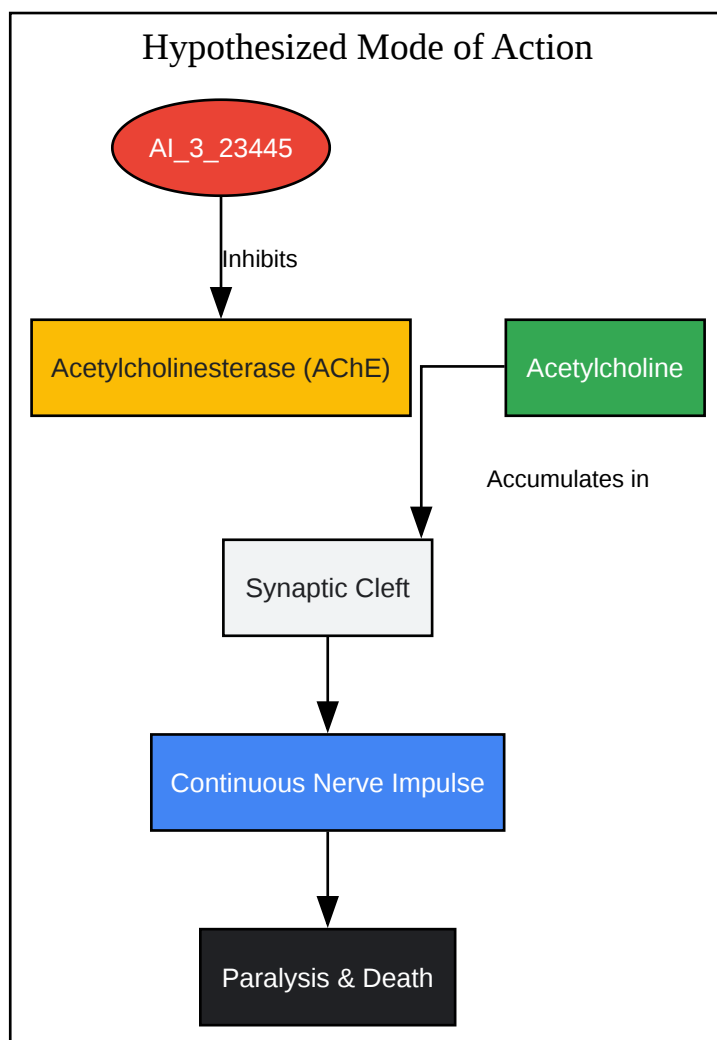 Hypothesized Mode of Action
AI_3_23445
Inhibits
Acetylcholinesterase (AChE)
Acetylcholine
Accumulates in
Synaptic Cleft
Continuous Nerve Impulse
Paralysis & Death